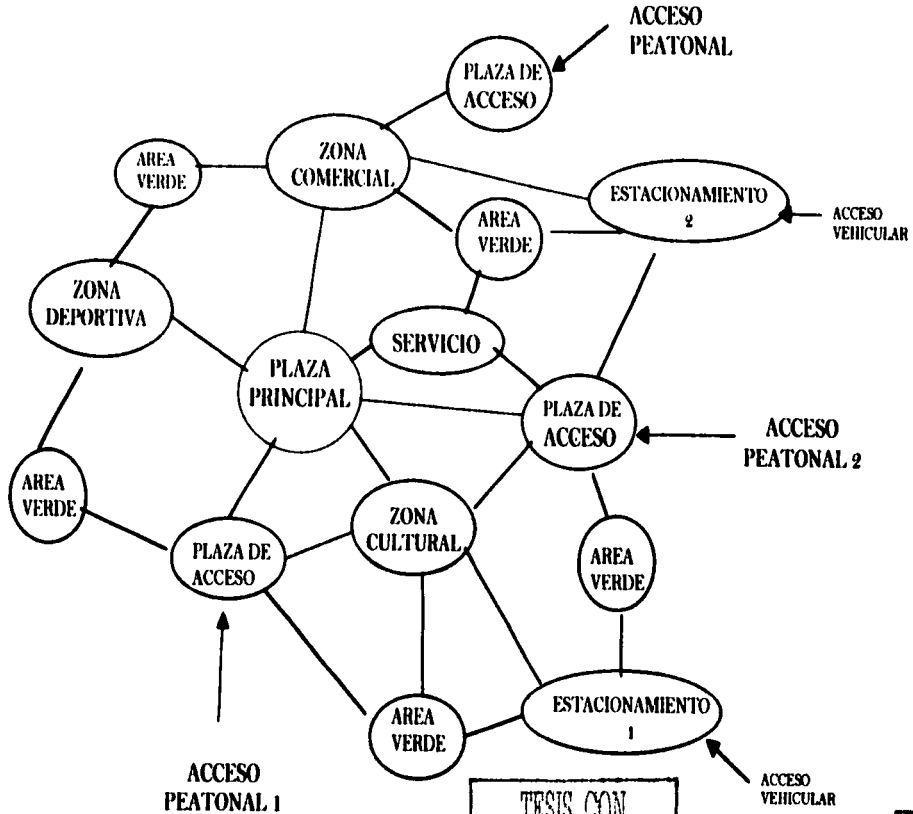 ACCESO
PEATONAL
PLAZA DE
ACCESO
ZONA
COMERCIAL
AREA
VERDE
ESTACIONAMIENTO
2
ACCESO
VEHICULAR
AREA
VERDE
ZONA
DEPORTIVA
SERVICIO
PLAZA
PRINCIPAL
PLAZA DE
ACCESO
ACCESO
PEATONAL 2
AREA
VERDE
ZONA
CULTURAL
PLAZA DE
ACCESO
AREA
VERDE
ESTACIONAMIENTO
1
AREA
VERDE
ACCESO
PEATONAL 1
ACCESO
VEHICULAR
TESIS CON